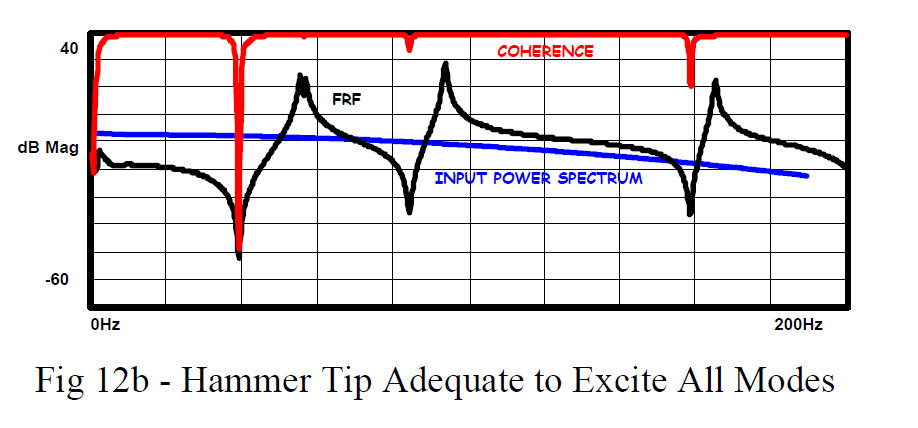 40
COHERENCE
FRF
dB Mag
INPUT POWER SPECTRUM
-60
0Hz
200Hz
Fig 12b - Hammer Tip Adequate to Excite All Modes